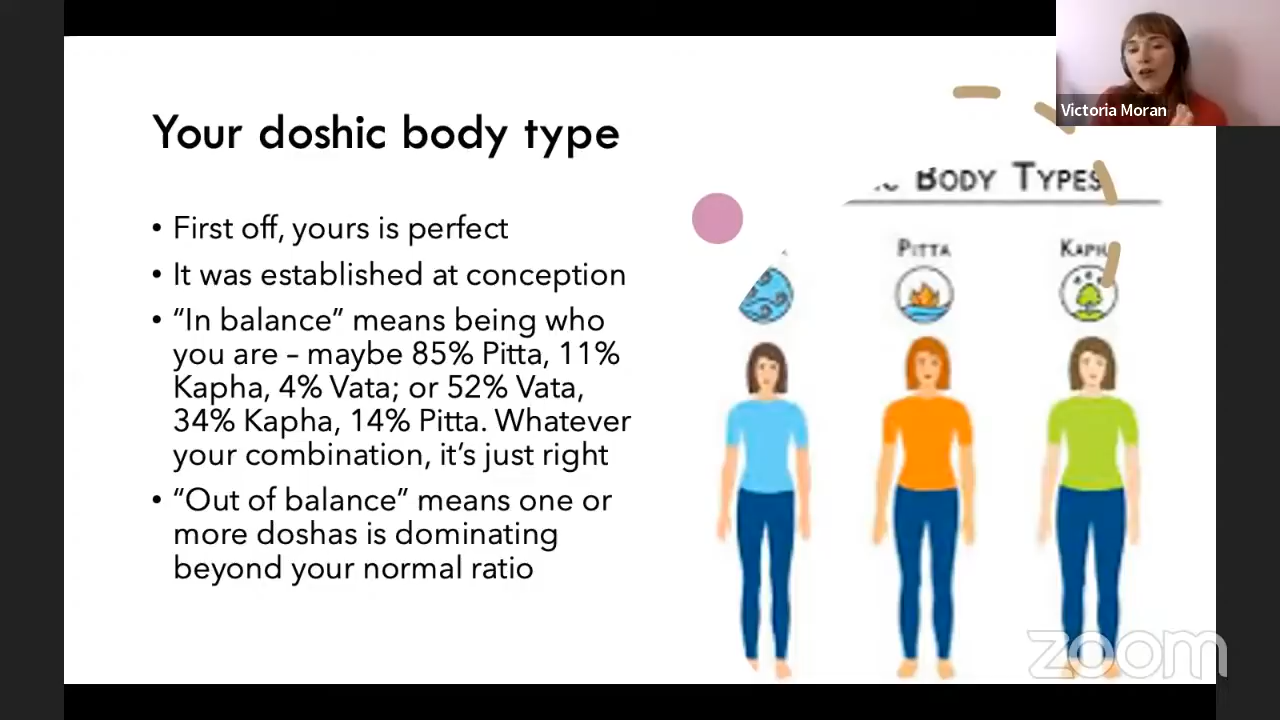 Victoria Moran
Your doshic body type
• First off, yours is perfect
• It was established at conception
• “In balance” means being who
you are – maybe 85% Pitta, 11%
Kapha, 4% Vata; or 52% Vata,
34% Kapha, 14% Pitta. Whatever
your combination, it’s just right
• “Out of balance” means one or
more doshas is dominating
beyond your normal ratio
BODY TYPES
PITTA
zoom